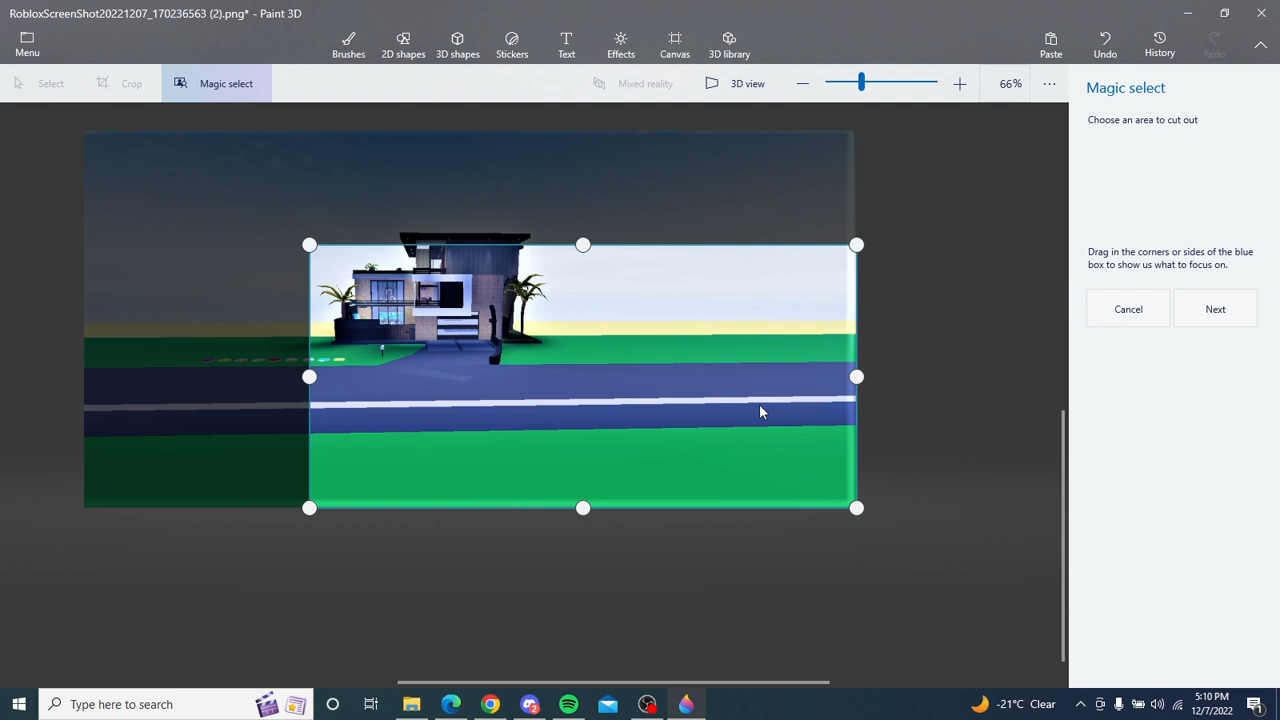 RobloxScreenShot20221207_170236563 (2).png* - Paint 3D
Menu
Brushes
2D shapes
3D shapes
Stickers
Text
Effects
Canvas
3D library
Paste
Undo
History
Redo
Select
Crop
Magic select
Mixed reality
3D view
66%
Magic select
Choose an area to cut out
Drag in the corners or sides of the blue
box to show us what to focus on.
Cancel
Next
Type here to search
-21°C Clear
5:10 PM
12/7/2022